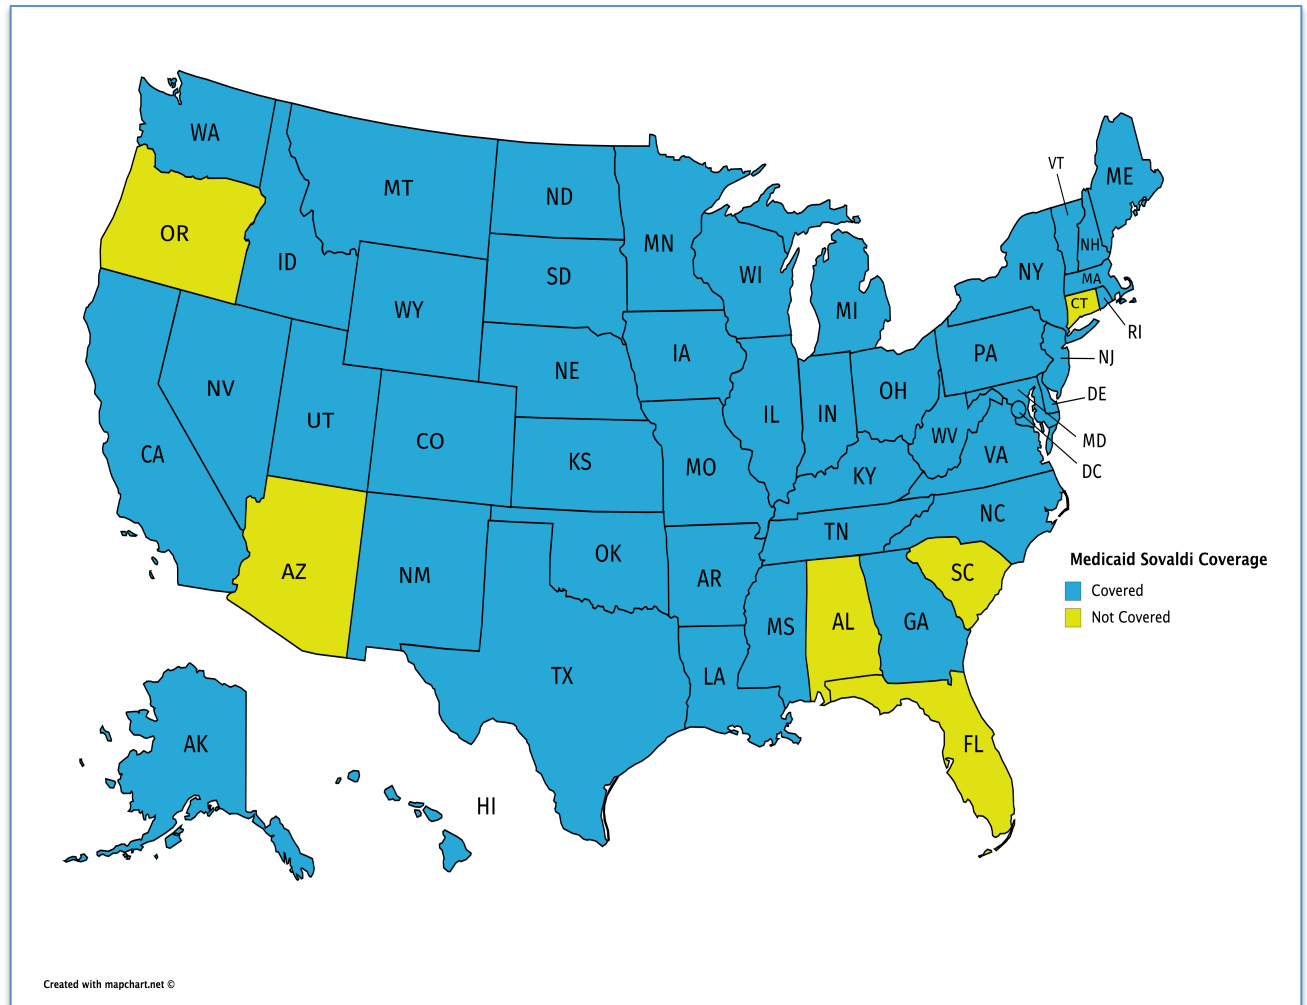 WA
VT
ME
MT
ND
OR
MN
NH
ID
SD
WI
NY
MA
WY
MI
CT
RI
IA
PA
NJ
NE
NV
OH
DE
UT
IL
IN
CO
WV
MD
CA
KS
MO
VA
DC
KY
NC
TN
OK
Medicaid Sovaldi Coverage
AZ
NM
AR
SC
Covered
MS
AL
GA
Not Covered
TX
LA
AK
FL
HI
Created with mapchart.net ©